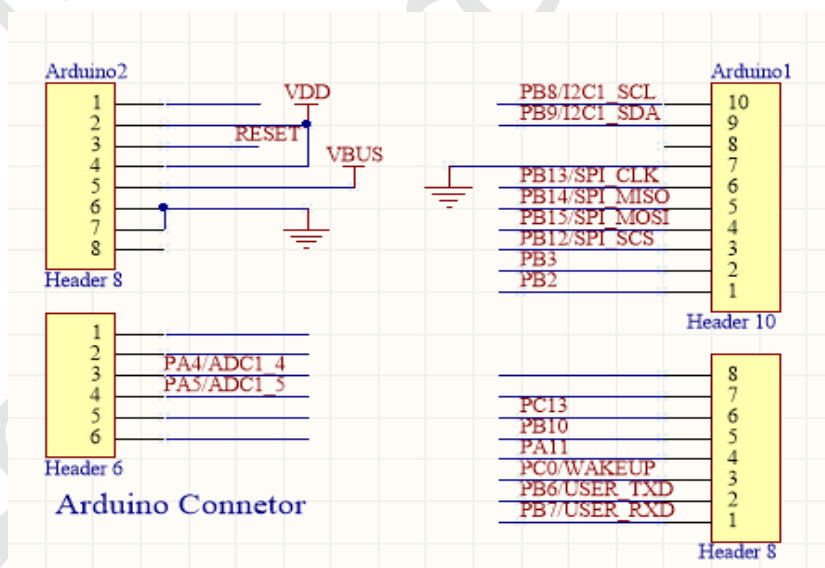 Arduino2
1
2
3
4
5
6
7
8
VDD
RESET
VBUS
Header 8
1
2
3
4
5
6
PA4/ADC1_4
PA5/ADC1_5
Header 6
Arduino Connetor
Arduino1
PB8/I2C1_SCL
PB9/I2C1_SDA
PB13/SPI_CLK
PB14/SPI_MISO
PB15/SPI_MOSI
PB12/SPI_SCS
PB3
PB2
10
9
8
7
6
5
4
3
2
1
Header 10
PC13
PB10
PA11
PC0/WAKEUP
PB6/USER_TXD
PB7/USER_RXD
8
7
6
5
4
3
2
1
Header 8